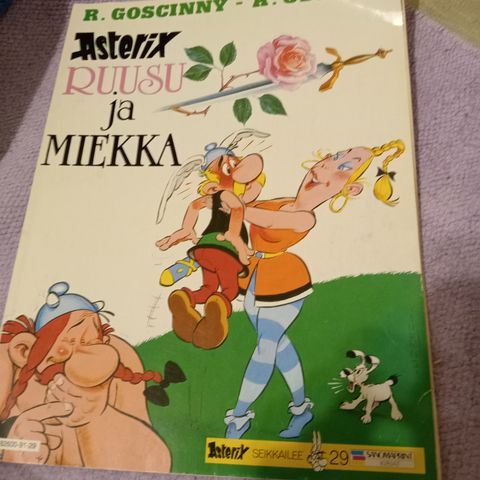 R. GOSCINNY - A.
Asterix
RUUSU
ja
MIEKKA
Asterix SEIKKAILEE 29 SANOMAPRINT